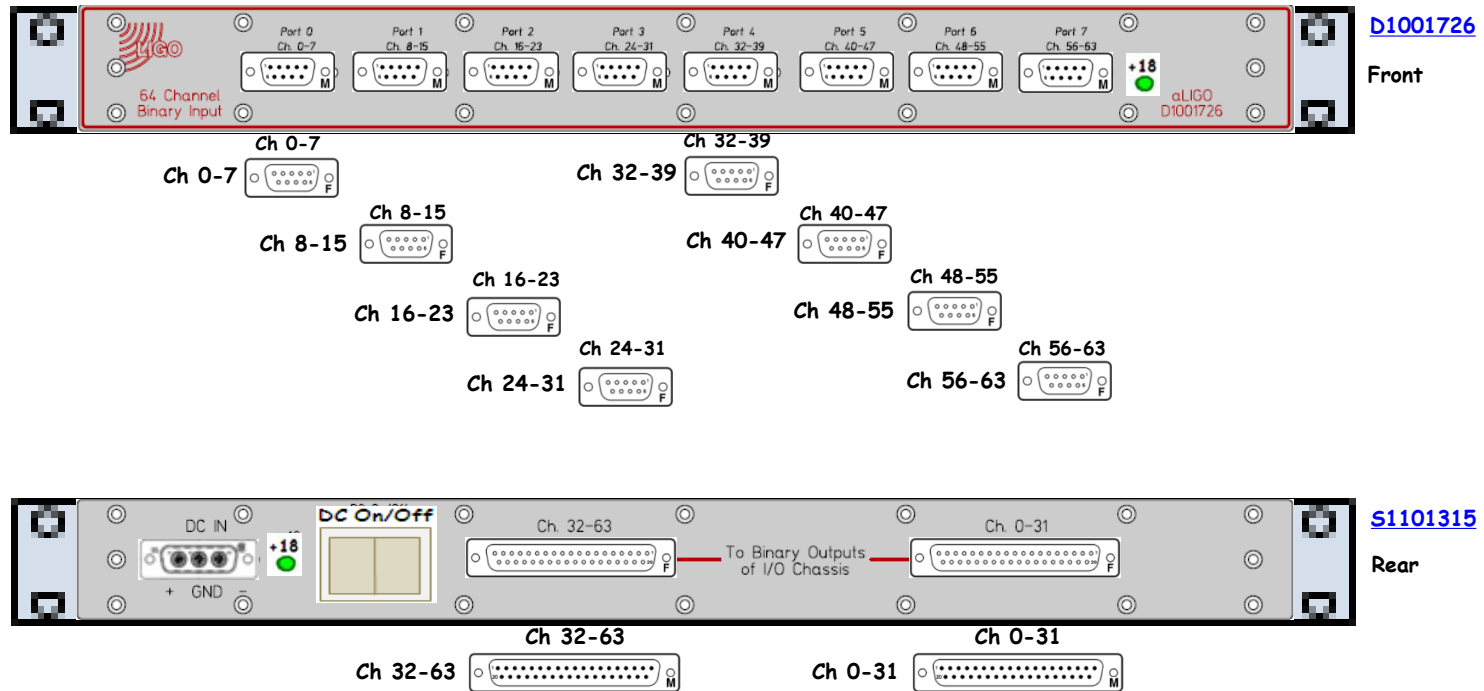 Port 0
Ch. 0-7
Port 1
Ch. 8-15
Port 2
Ch. 16-23
Port 3
Ch. 24-31
Port 4
Ch. 32-39
Port 5
Ch. 40-47
Port 6
Ch. 48-55
Port 7
Ch. 56-63
LIGO
M
M
M
M
M
M
M
M
+18
64 Channel
Binary Input
aLIGO
D1001726
D1001726
Front
Ch 0-7
Ch 0-7
F
Ch 32-39
Ch 32-39
F
Ch 8-15
Ch 8-15
F
Ch 40-47
Ch 40-47
F
Ch 16-23
Ch 16-23
F
Ch 48-55
Ch 48-55
F
Ch 24-31
Ch 24-31
F
Ch 56-63
Ch 56-63
F
DC IN
+ GND -
+18
DC On/Off
Ch. 32-63
F
To Binary Outputs
of I/O Chassis
Ch. 0-31
F
S1101315
Rear
Ch 32-63
Ch 32-63
M
Ch 0-31
Ch 0-31
M